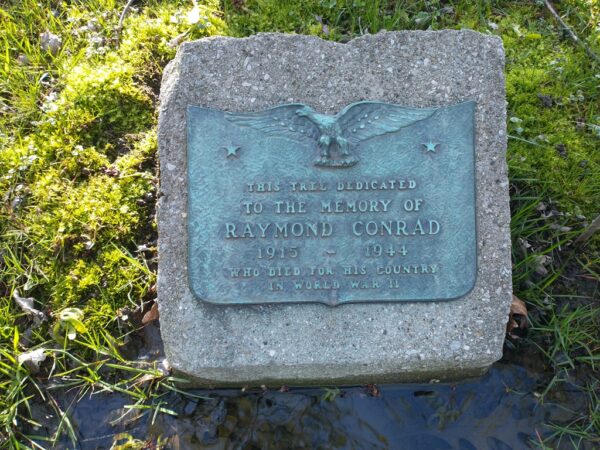 THIS TREE DEDICATED
TO THE MEMORY OF
RAYMOND CONRAD
1915 ~ 1944
WHO DIED FOR HIS COUNTRY
IN WORLD WAR II